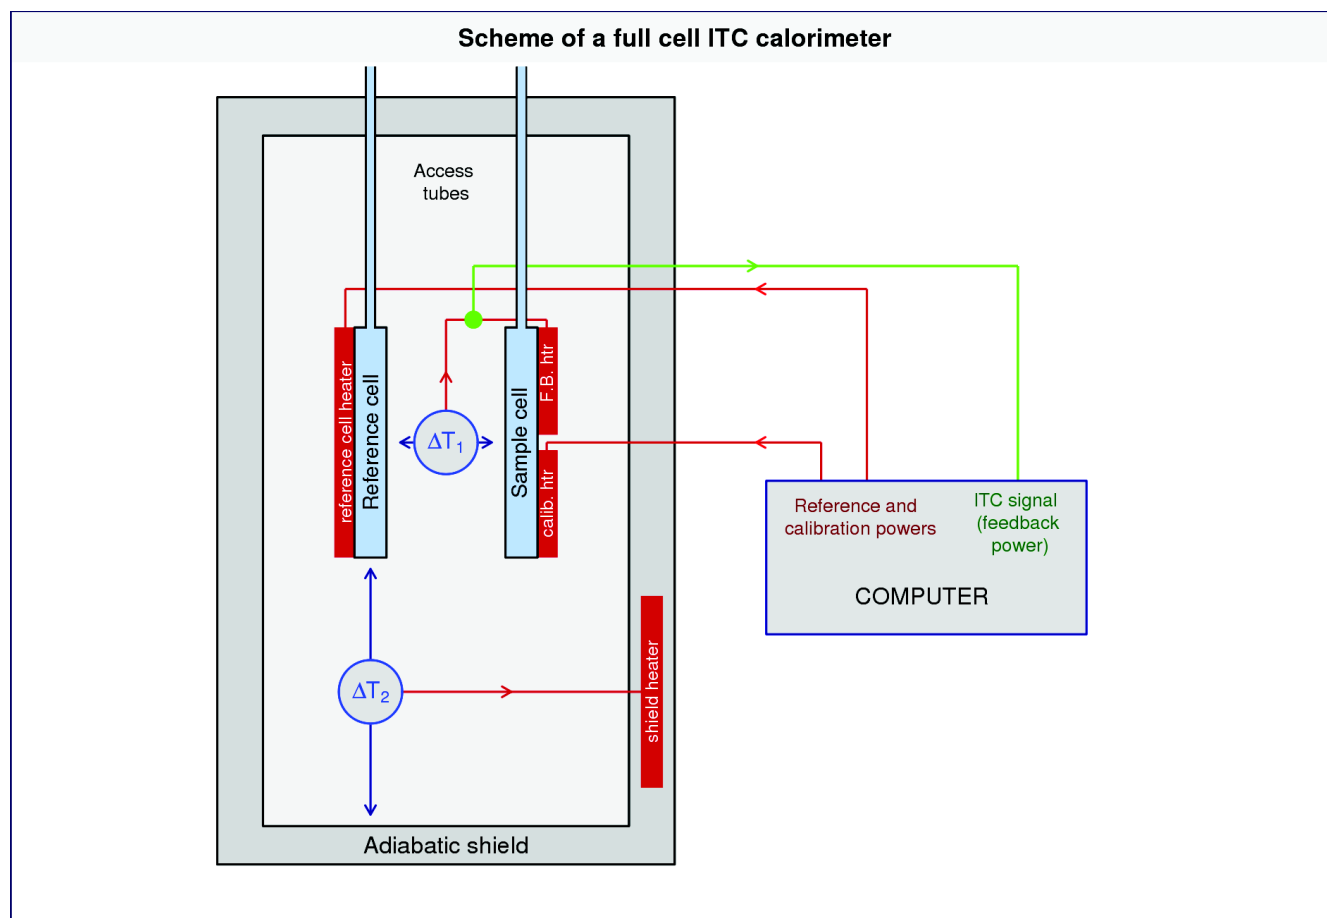 Scheme of a full cell ITC calorimeter
Access
tubes
reference cell heater
Reference cell
ΔT1
Sample cell
F.B. htr
calib. htr
Reference and
calibration powers
ITC signal
(feedback
power)
COMPUTER
ΔT2
shield heater
Adiabatic shield